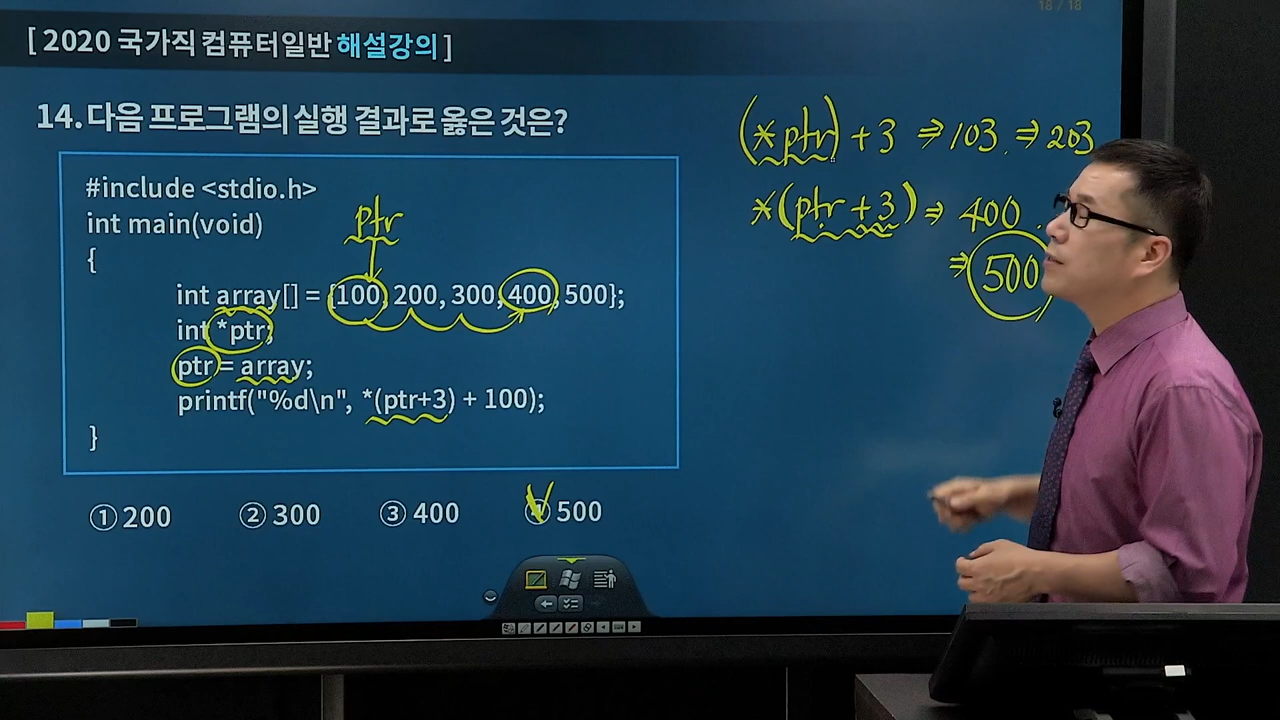 18 / 18
[ 2020 국가직 컴퓨터일반 해설강의 ]
14. 다음 프로그램의 실행 결과로 옳은 것은?
#include <stdio.h>
int main(void)
{
ptr
int array[] = {100, 200, 300, 400, 500};
int *ptr;
ptr = array;
printf("%d\n", *(ptr+3) + 100);
}
① 200 ② 300 ③ 400 ④ 500
(*ptr) + 3 ⇒ 103 ⇒ 203
*(ptr + 3) ⇒ 400
⇒ 500